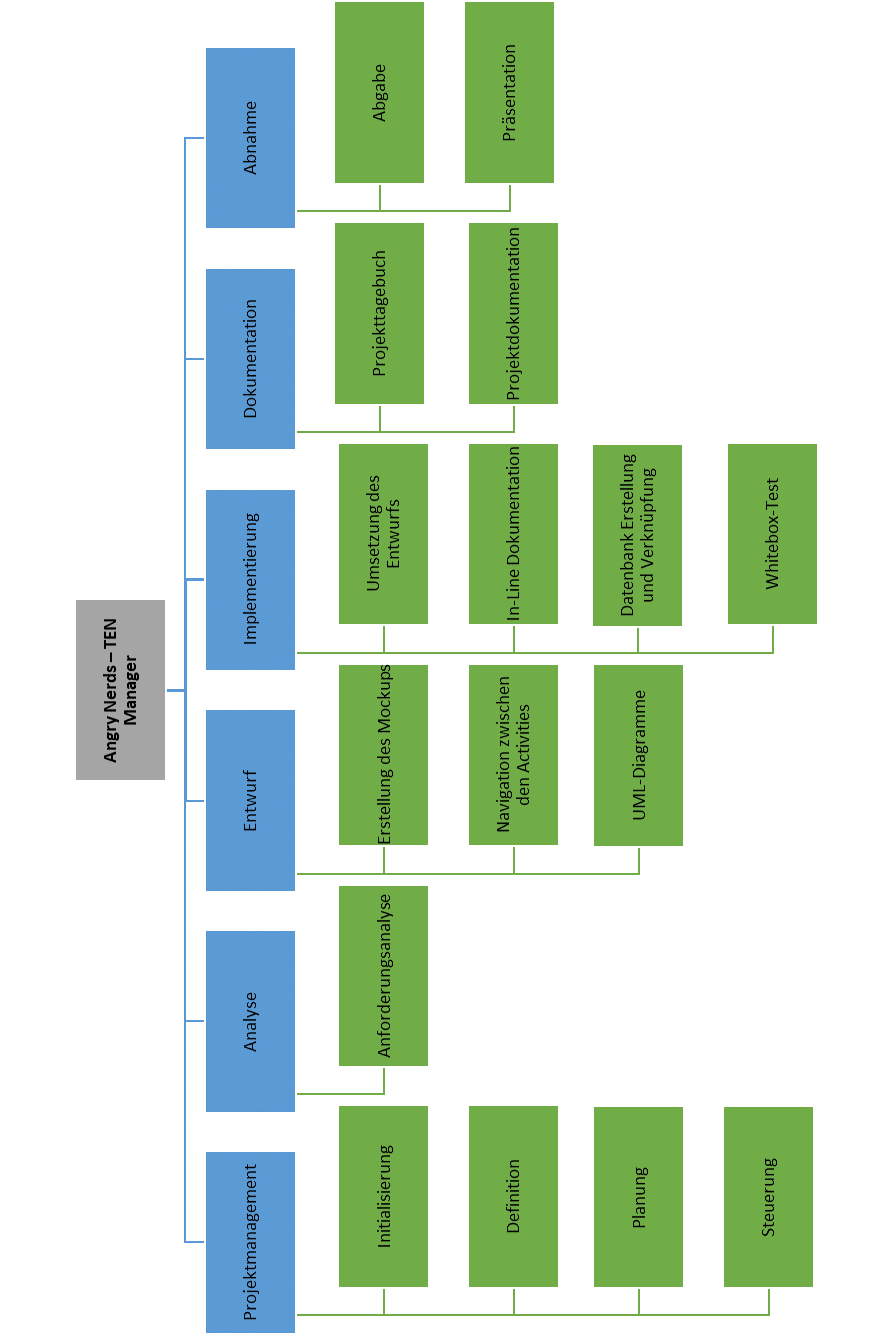 Angry Nerds – TEN
Manager
Projektmanagement
Initialisierung
Definition
Planung
Steuerung
Analyse
Anforderungsanalyse
Entwurf
Erstellung des Mockups
Navigation zwischen
den Activities
UML-Diagramme
Implementierung
Umsetzung des
Entwurfs
In-Line Dokumentation
Datenbank Erstellung
und Verknüpfung
Whitebox-Test
Dokumentation
Projekttagebuch
Projektdokumentation
Abnahme
Abgabe
Präsentation